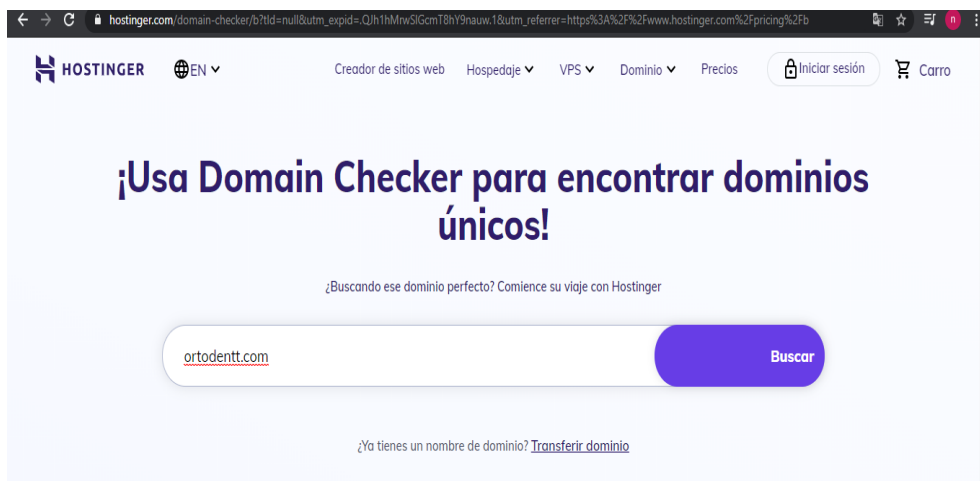 hostinger.com/domain-checker/b?tld=null&utm_expid=.QJh1hMrwSlGcmT8hY9nauw.1&utm_referrer=https%3A%2F%2Fwww.hostinger.com%2Fpricing%2Fb
n
HOSTINGER EN Creador de sitios web Hospedaje VPS Dominio Precios Iniciar sesión Carro
¡Usa Domain Checker para encontrar dominios
únicos!
¿Buscando ese dominio perfecto? Comience su viaje con Hostinger
ortodentt.com Buscar
¿Ya tienes un nombre de dominio? Transferir dominio